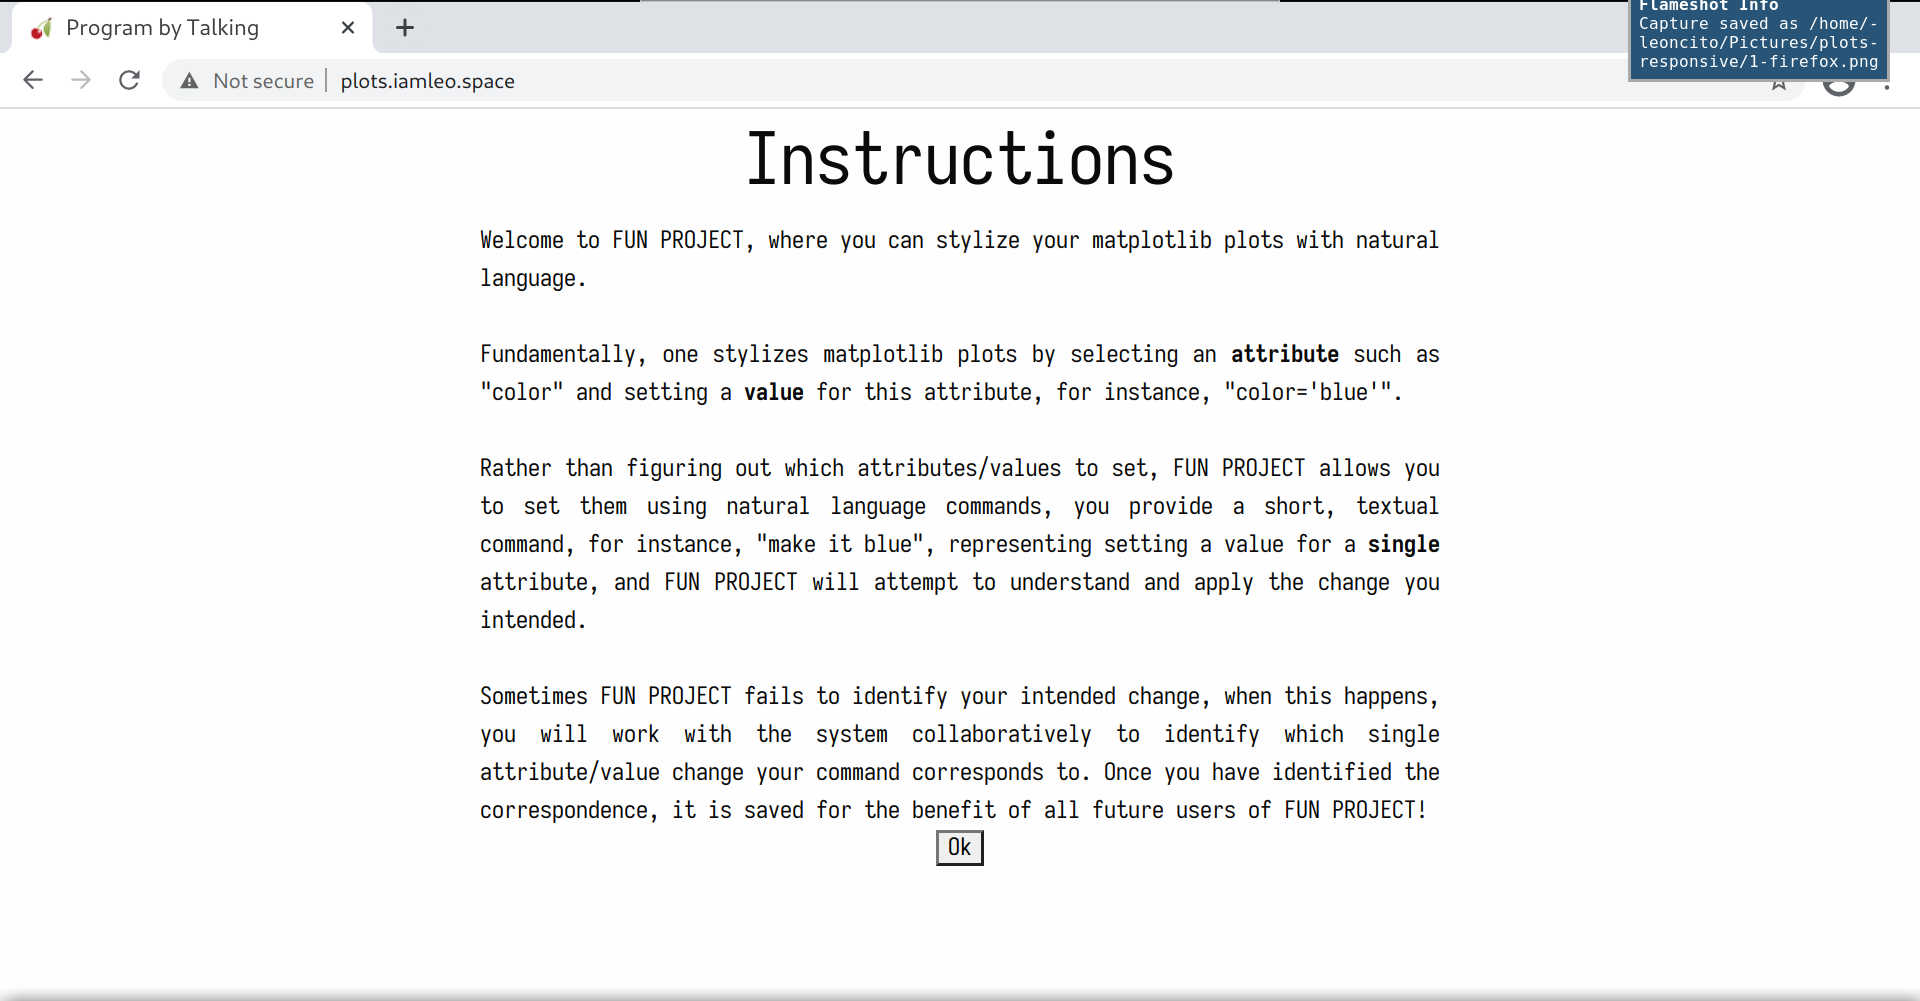 Program by Talking
Flameshot Info
Capture saved as /home/-
leoncito/Pictures/plots-
responsive/1-firefox.png
Not secure
plots.iamleo.space
Instructions
Welcome to FUN PROJECT, where you can stylize your matplotlib plots with natural
language.
Fundamentally, one stylizes matplotlib plots by selecting an attribute such as
"color" and setting a value for this attribute, for instance, "color='blue'".
Rather than figuring out which attributes/values to set, FUN PROJECT allows you
to set them using natural language commands, you provide a short, textual
command, for instance, "make it blue", representing setting a value for a single
attribute, and FUN PROJECT will attempt to understand and apply the change you
intended.
Sometimes FUN PROJECT fails to identify your intended change, when this happens,
you will work with the system collaboratively to identify which single
attribute/value change your command corresponds to. Once you have identified the
correspondence, it is saved for the benefit of all future users of FUN PROJECT!
Ok